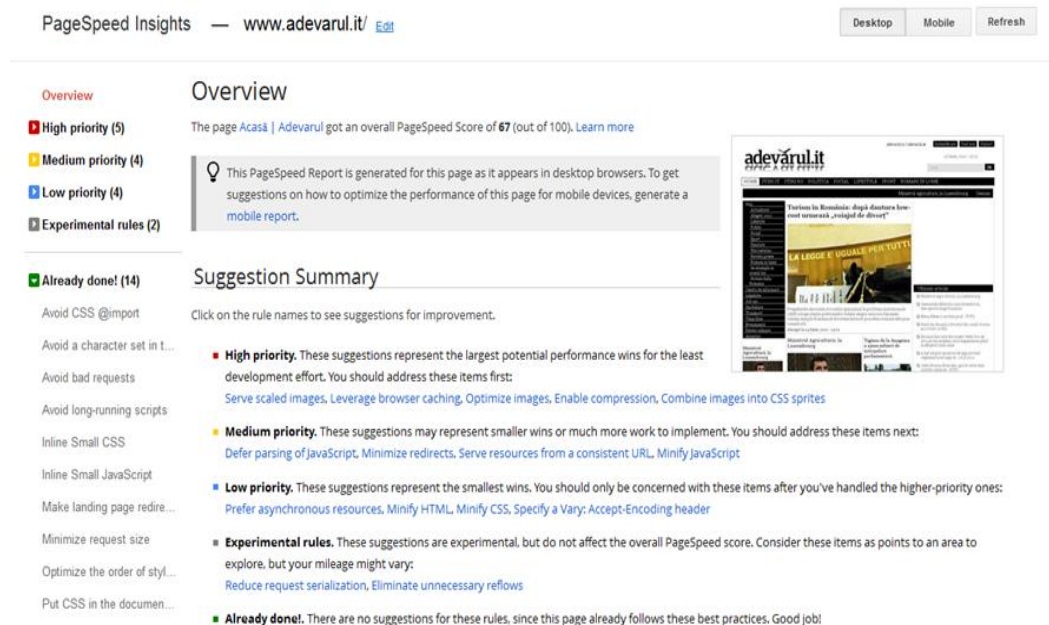 PageSpeed Insights — www.adevarul.it/ Edit
Desktop Mobile Refresh
Overview
High priority (5)
Medium priority (4)
Low priority (4)
Experimental rules (2)
Already done! (14)
Avoid CSS @import
Avoid a character set in t...
Avoid bad requests
Avoid long-running scripts
Inline Small CSS
Inline Small JavaScript
Make landing page redire...
Minimize request size
Optimize the order of styl...
Put CSS in the documen...
Overview
The page Acasă | Adevarul got an overall PageSpeed Score of 67 (out of 100). Learn more
This PageSpeed Report is generated for this page as it appears in desktop browsers. To get
suggestions on how to optimize the performance of this page for mobile devices, generate a
mobile report.
adevărul.it
Turism in România: după dantura low-
cost urmează „voiajul de divorț”
LA LEGGE E UGUALE PER TUTTI
Suggestion Summary
Click on the rule names to see suggestions for improvement.
High priority. These suggestions represent the largest potential performance wins for the least
development effort. You should address these items first:
Serve scaled images, Leverage browser caching, Optimize images, Enable compression, Combine images into CSS sprites
Medium priority. These suggestions may represent smaller wins or much more work to implement. You should address these items next:
Defer parsing of JavaScript, Minimize redirects, Serve resources from a consistent URL, Minify JavaScript
Low priority. These suggestions represent the smallest wins. You should only be concerned with these items after you've handled the higher-priority ones:
Prefer asynchronous resources, Minify HTML, Minify CSS, Specify a Vary: Accept-Encoding header
Experimental rules. These suggestions are experimental, but do not affect the overall PageSpeed score. Consider these items as points to an area to
explore, but your mileage might vary:
Reduce request serialization, Eliminate unnecessary reflows
Already done!. There are no suggestions for these rules, since this page already follows these best practices. Good job!